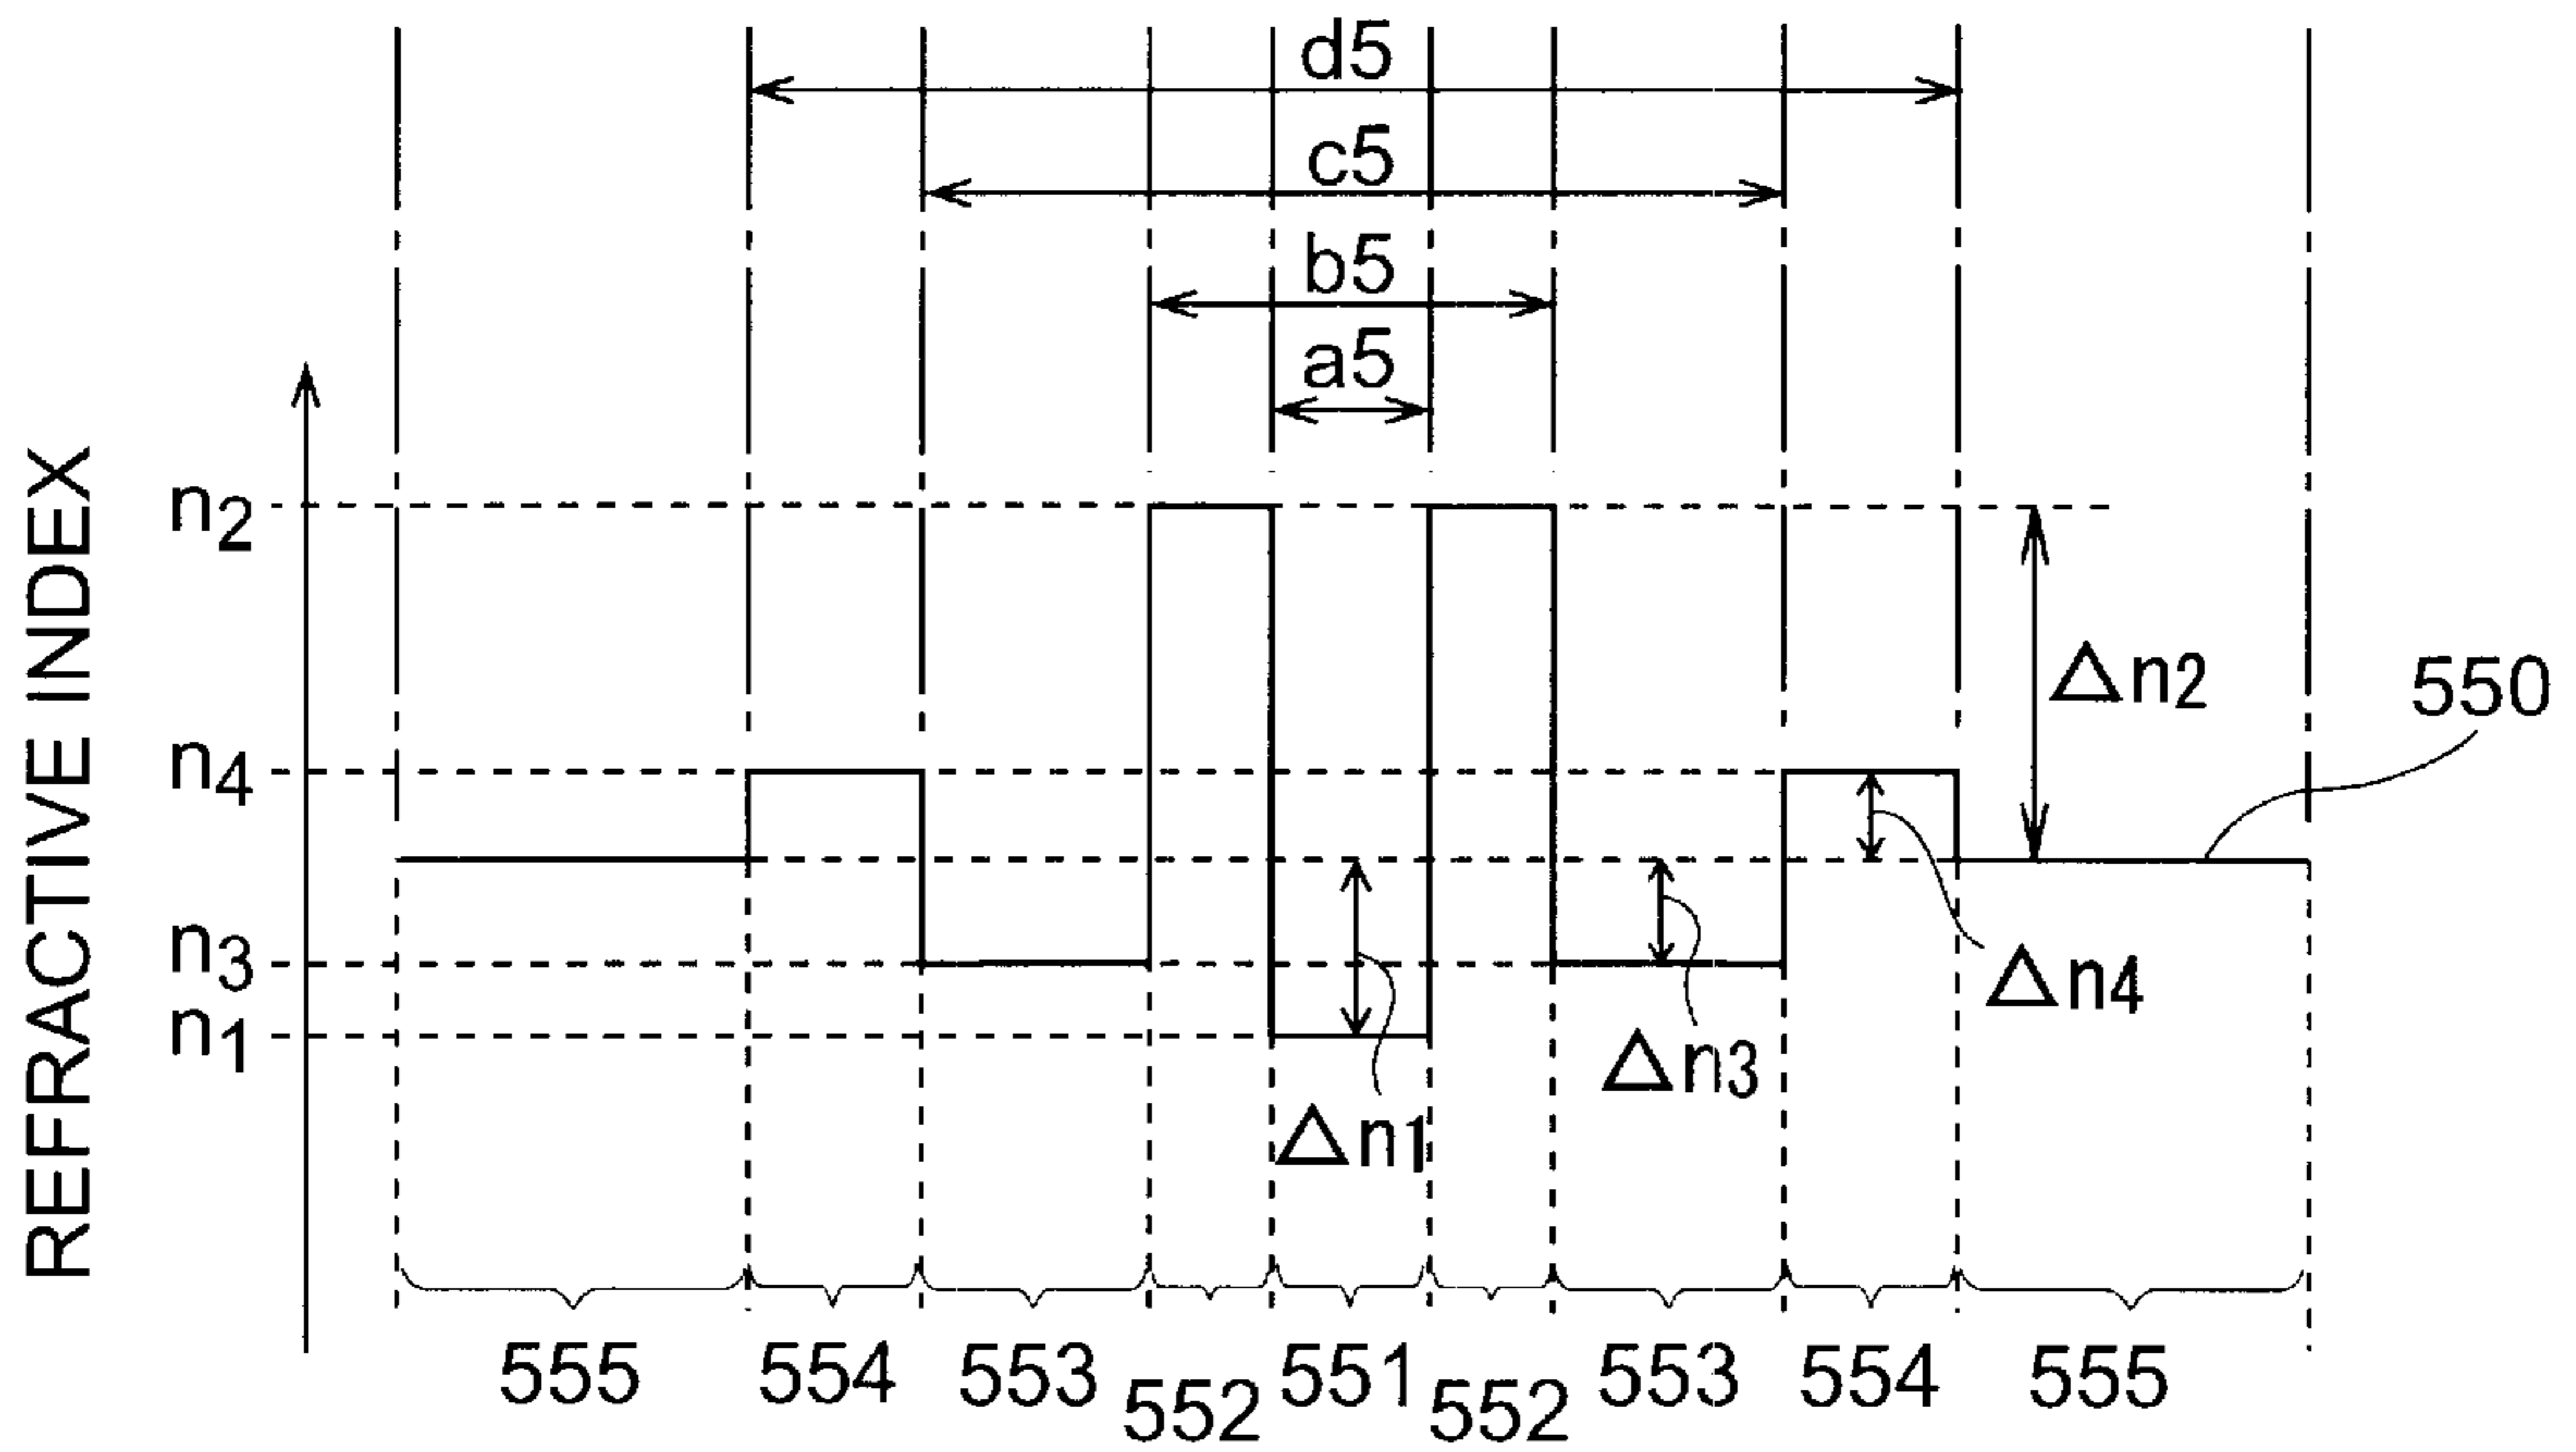 d5
c5
b5
a5
REFRACTIVE INDEX
n2
n4
n3
n1
Δn2
550
Δn4
Δn3
Δn1
555 554 553 552 551 552 553 554 555